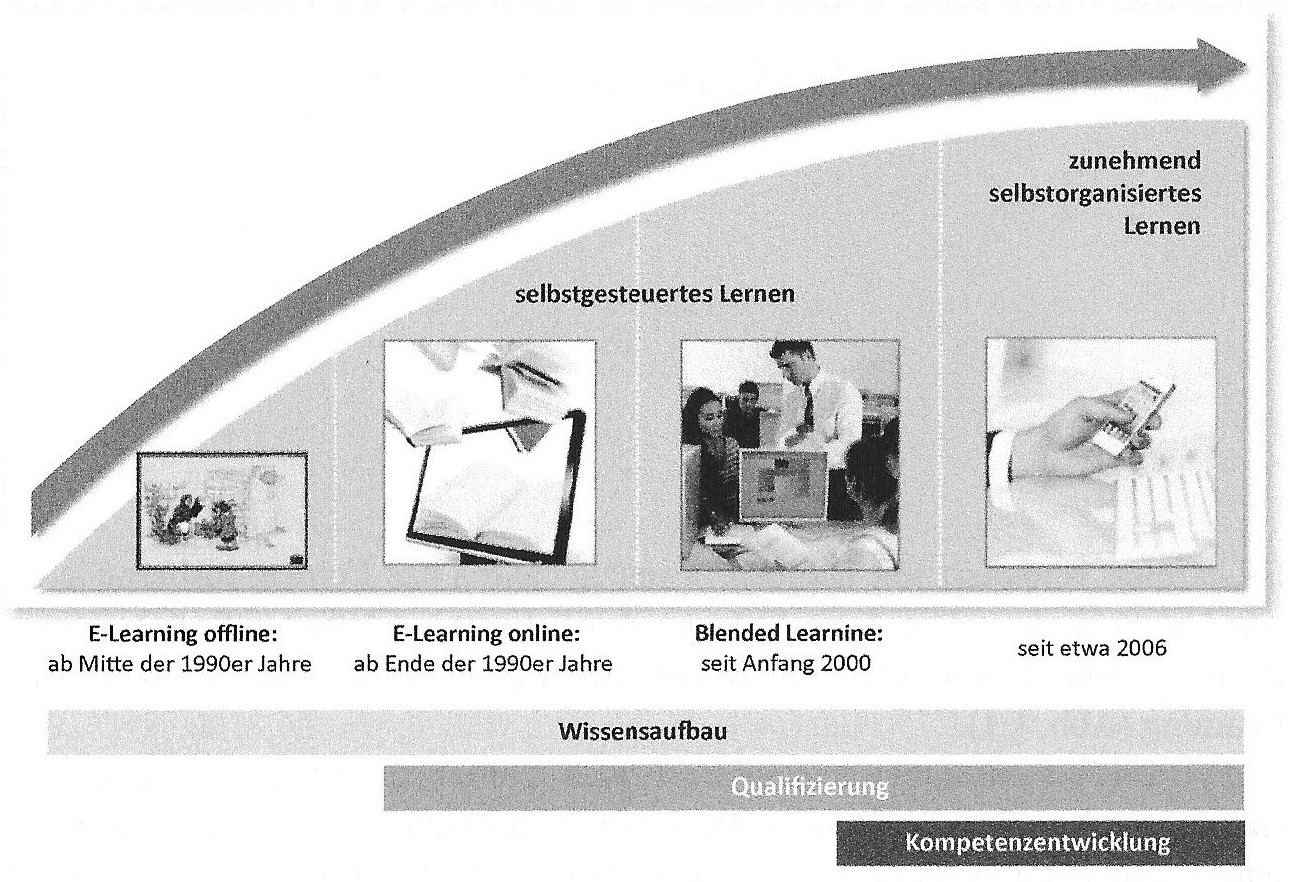 zunehmend
selbstorganisiertes
Lernen
selbstgesteuertes Lernen
E-Learning offline:
ab Mitte der 1990er Jahre
E-Learning online:
ab Ende der 1990er Jahre
Blended Learnine:
seit Anfang 2000
seit etwa 2006
Wissensaufbau
Qualifizierung
Kompetenzentwicklung